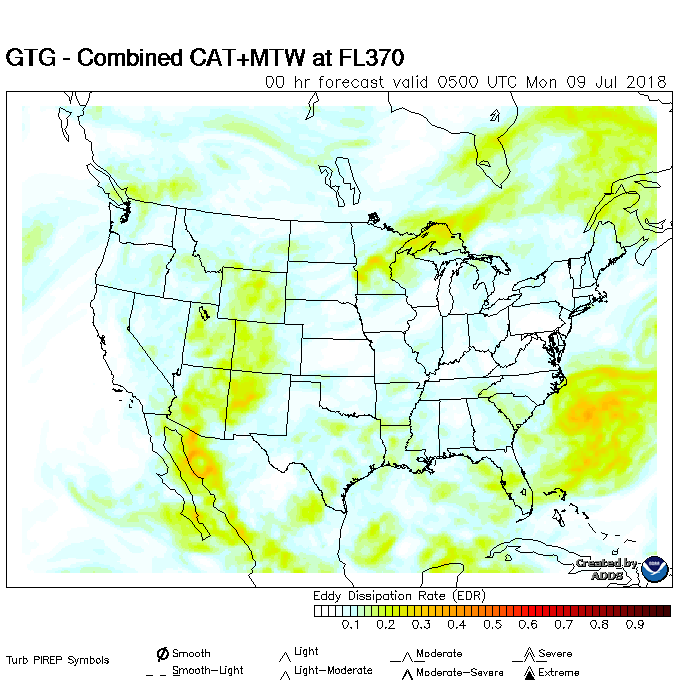 GTG - Combined CAT+MTW at FL370
00 hr forecast valid 0500 UTC Mon 09 Jul 2018
Created by
ADDS
Eddy Dissipation Rate (EDR)
0.1 0.2 0.3 0.4 0.5 0.6 0.7 0.8 0.9
Turb PIREP Symbols
Smooth Light Moderate Severe
Smooth-Light Light-Moderate Moderate-Severe Extreme